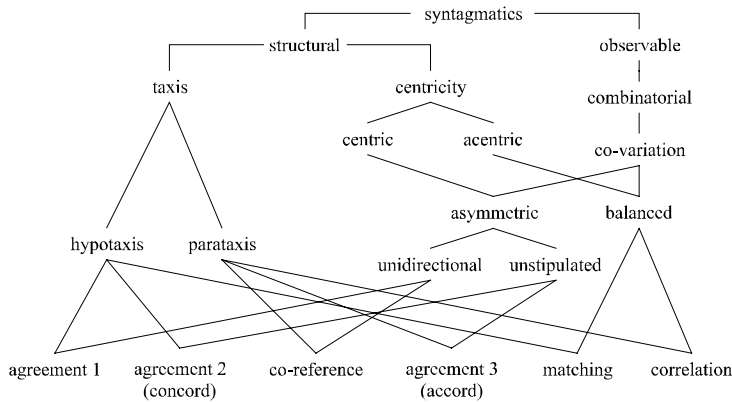 syntagmatics
structural
observable
taxis
centricity
combinatorial
centric
acentric
co-variation
asymmetric
balanced
hypotaxis
parataxis
unidirectional
unstipulated
agreement 1
agreement 2
(concord)
co-reference
agreement 3
(accord)
matching
correlation